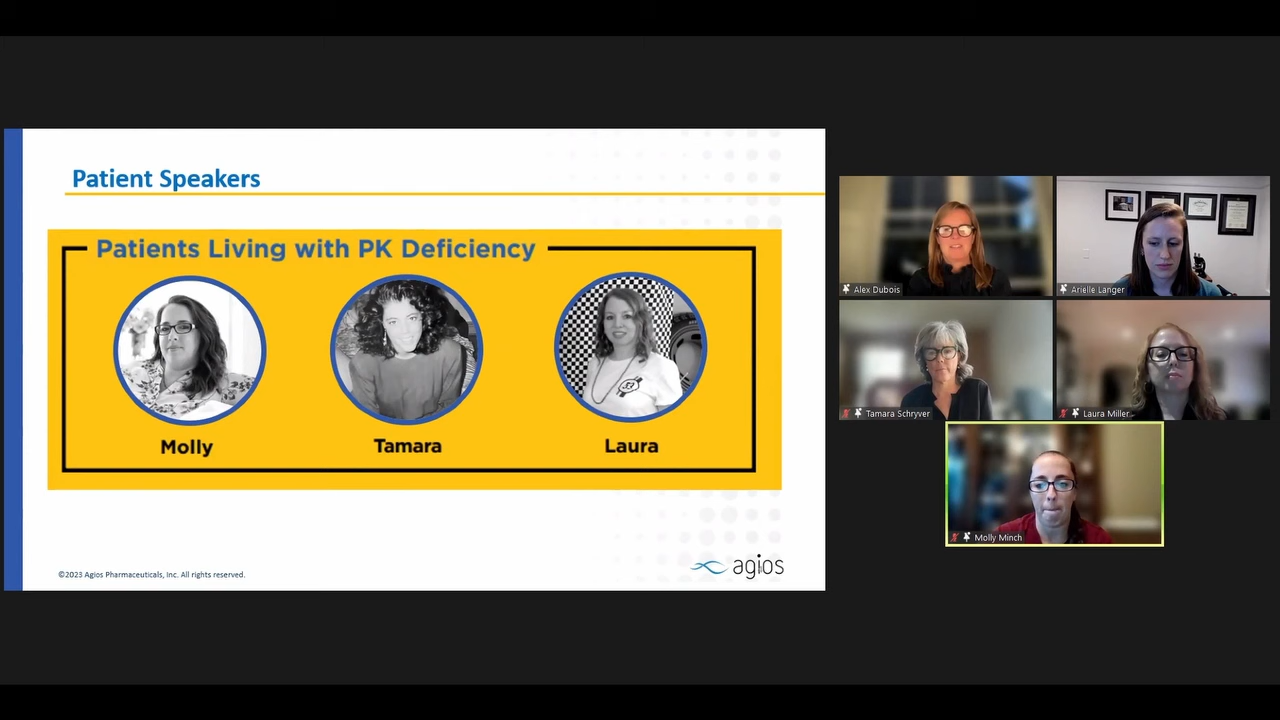 Patient Speakers
Patients Living with PK Deficiency
Molly
Tamara
Laura
©2023 Agios Pharmaceuticals, Inc. All rights reserved.
agios
Alex Dubois
Arielle Langer
Tamara Schryver
Laura Miller
Molly Minch